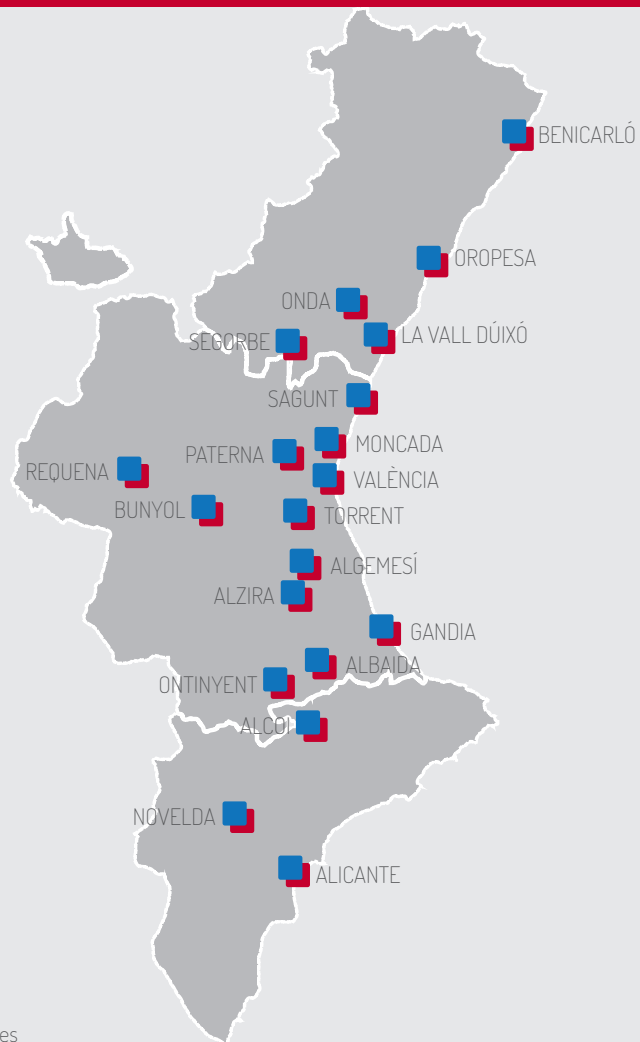 BENICARLÓ
OROPESA
ONDA
LA VALL DÚIXÓ
SEGORBE
SAGUNT
MONCADA
PATERNA
REQUENA
VALÈNCIA
BUNYOL
TORRENT
ALGEMESÍ
ALZIRA
GANDIA
ALBAIDA
ONTINYENT
ALCOI
NOVELDA
ALICANTE
es